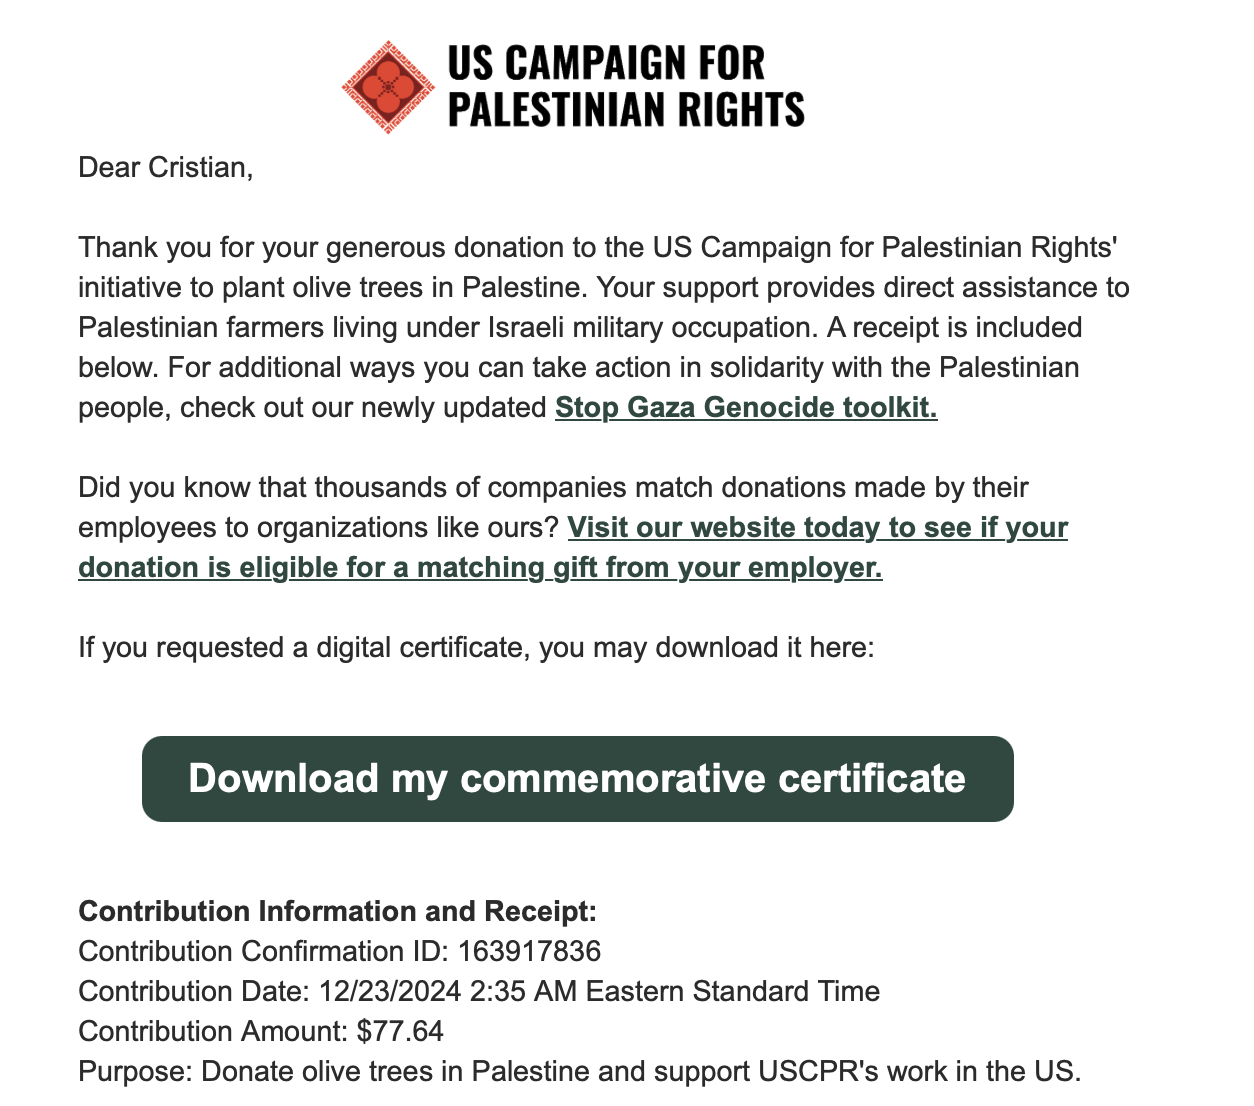 US CAMPAIGN FOR
PALESTINIAN RIGHTS
Dear Cristian,
Thank you for your generous donation to the US Campaign for Palestinian Rights'
initiative to plant olive trees in Palestine. Your support provides direct assistance to
Palestinian farmers living under Israeli military occupation. A receipt is included
below. For additional ways you can take action in solidarity with the Palestinian
people, check out our newly updated Stop Gaza Genocide toolkit.
Did you know that thousands of companies match donations made by their
employees to organizations like ours? Visit our website today to see if your
donation is eligible for a matching gift from your employer.
If you requested a digital certificate, you may download it here:
Download my commemorative certificate
Contribution Information and Receipt:
Contribution Confirmation ID: 163917836
Contribution Date: 12/23/2024 2:35 AM Eastern Standard Time
Contribution Amount: $77.64
Purpose: Donate olive trees in Palestine and support USCPR's work in the US.